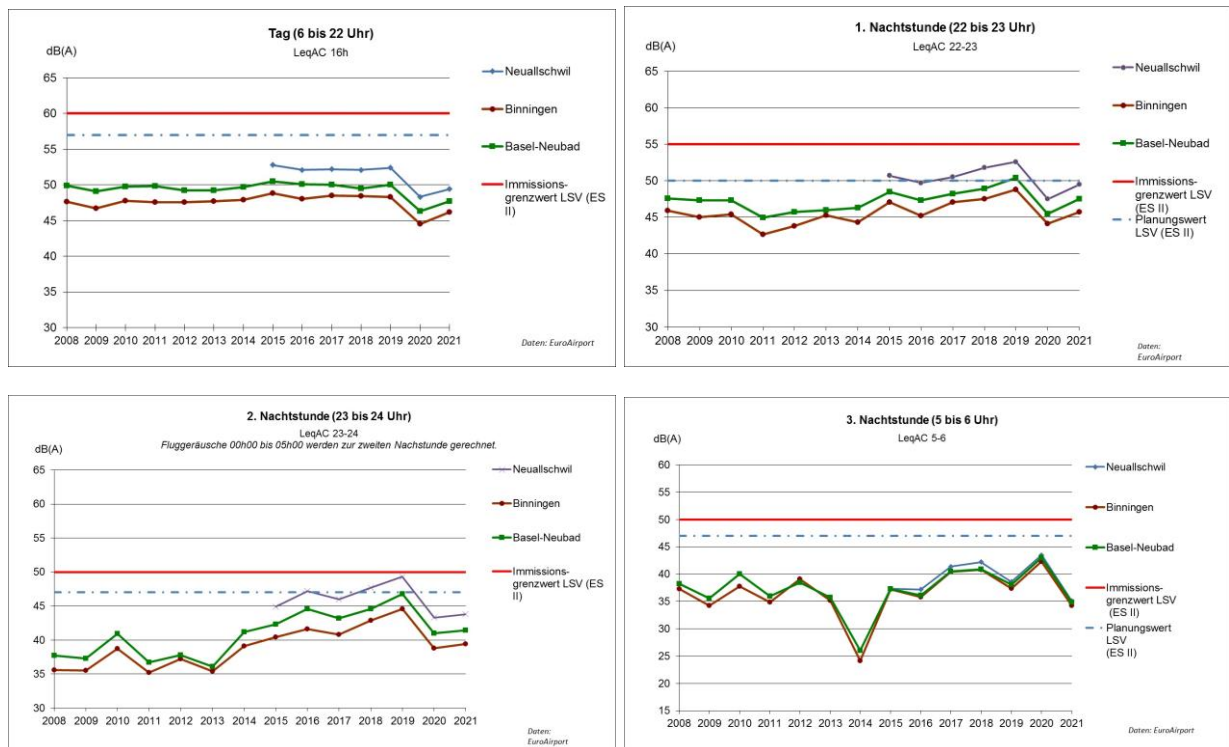 Tag (6 bis 22 Uhr)
LeqAC 16h
dB(A)
65
60
55
50
45
40
35
30
2008 2009 2010 2011 2012 2013 2014 2015 2016 2017 2018 2019 2020 2021
Neuallschwil
Binningen
Basel-Neubad
Immissions-
grenzwert LSV (ES
II)
Daten: EuroAirport
1. Nachtstunde (22 bis 23 Uhr)
LeqAC 22-23
dB(A)
65
60
55
50
45
40
35
30
2008 2009 2010 2011 2012 2013 2014 2015 2016 2017 2018 2019 2020 2021
Neuallschwil
Binningen
Basel-Neubad
Immissions-
grenzwert LSV
(ES II)
Planungswert
LSV (ES II)
Daten:
EuroAirport
2. Nachtstunde (23 bis 24 Uhr)
LeqAC 23-24
Fluggeräusche 00h00 bis 05h00 werden zur zweiten Nachstunde gerechnet.
dB(A)
65
60
55
50
45
40
35
30
2008 2009 2010 2011 2012 2013 2014 2015 2016 2017 2018 2019 2020 2021
Neuallschwil
Binningen
Basel-Neubad
Immissions-
grenzwert LSV (ES
II)
Daten:
EuroAirport
3. Nachtstunde (5 bis 6 Uhr)
LeqAC 5-6
dB(A)
60
55
50
45
40
35
30
25
20
15
2008 2009 2010 2011 2012 2013 2014 2015 2016 2017 2018 2019 2020 2021
Neuallschwil
Binningen
Basel-Neubad
Immissions-
grenzwert LSV
(ES II)
Planungswert
LSV
(ES II)
Daten: EuroAirport